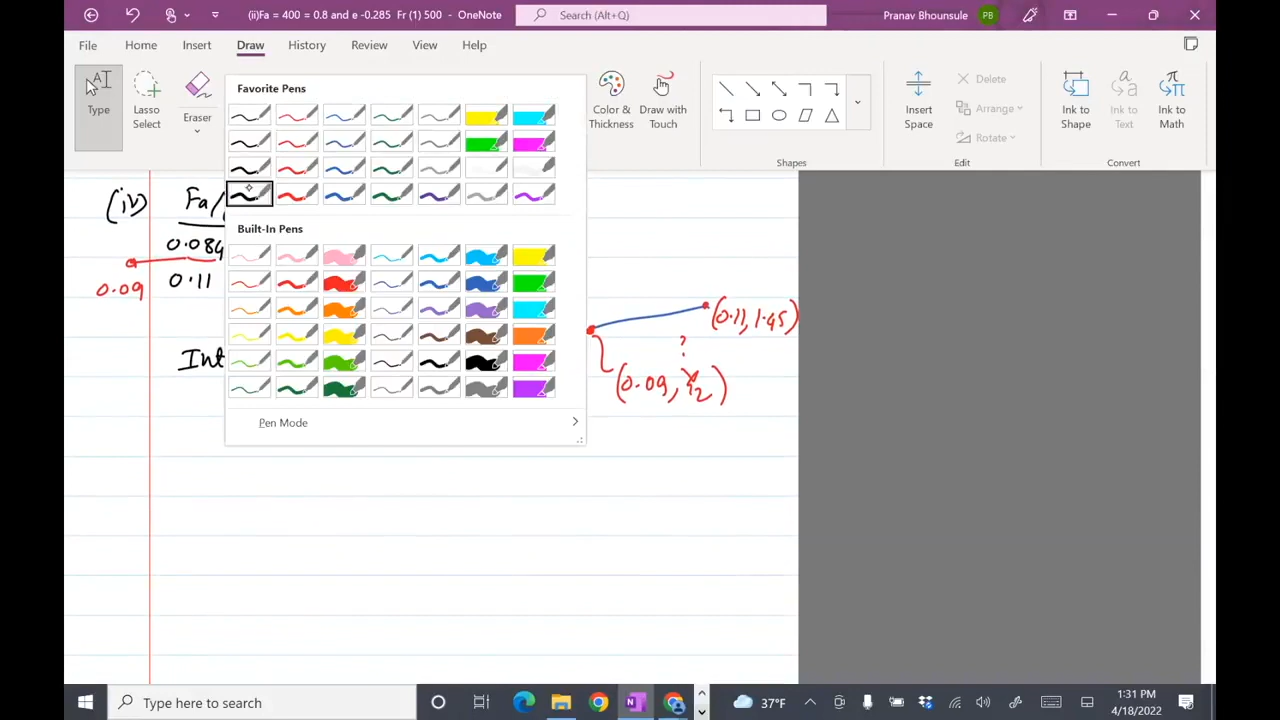 (ii)Fa = 400 = 0.8 and e -0.285 Fr (1) 500 - OneNote
Search (Alt+Q)
Pranav Bhounsule
PB
File Home Insert Draw History Review View Help
Type
Lasso Select
Eraser
Favorite Pens
Built-In Pens
Pen Mode
Color & Thickness
Draw with Touch
Shapes
Insert Space
Delete
Arrange
Rotate
Edit
Ink to Shape
Ink to Text
Ink to Math
Convert
(iv) Fa/
0.084
0.09
0.11
Int
(0.11, 1.45)
?
(0.09, Y2)
Type here to search
37°F
1:31 PM
4/18/2022